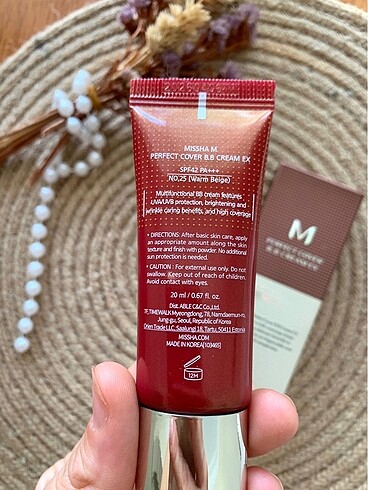 MISSHA M
PERFECT COVER B.B CREAM EX
SPF42 PA+++
No.25 (Warm Beige)
Multifunctional BB cream features
UVA/UVB protection, brightening and
wrinkle caring benefits, and high coverage
• DIRECTIONS: After basic skin care, apply
an appropriate amount along the skin
texture and finish with powder. No additional
sun protection is needed.
• CAUTION : For external use only. Do not
swallow. Keep out of reach of children.
Avoid contact with eyes.
20 ml / 0.67 fl. oz.
Dist. ABLE C&C Co.,Ltd.
7F, TIMEWALK Myeongdong, 78, Namdaemun-ro,
Jung-gu, Seoul, Republic of Korea
Orien Trade LLC, Saalungi 18, Tartu, 50411 Estonia
MISSHA.COM
MADE IN KOREA[103465]
12M
M
PERFECT COVER
B.B CREAM EX